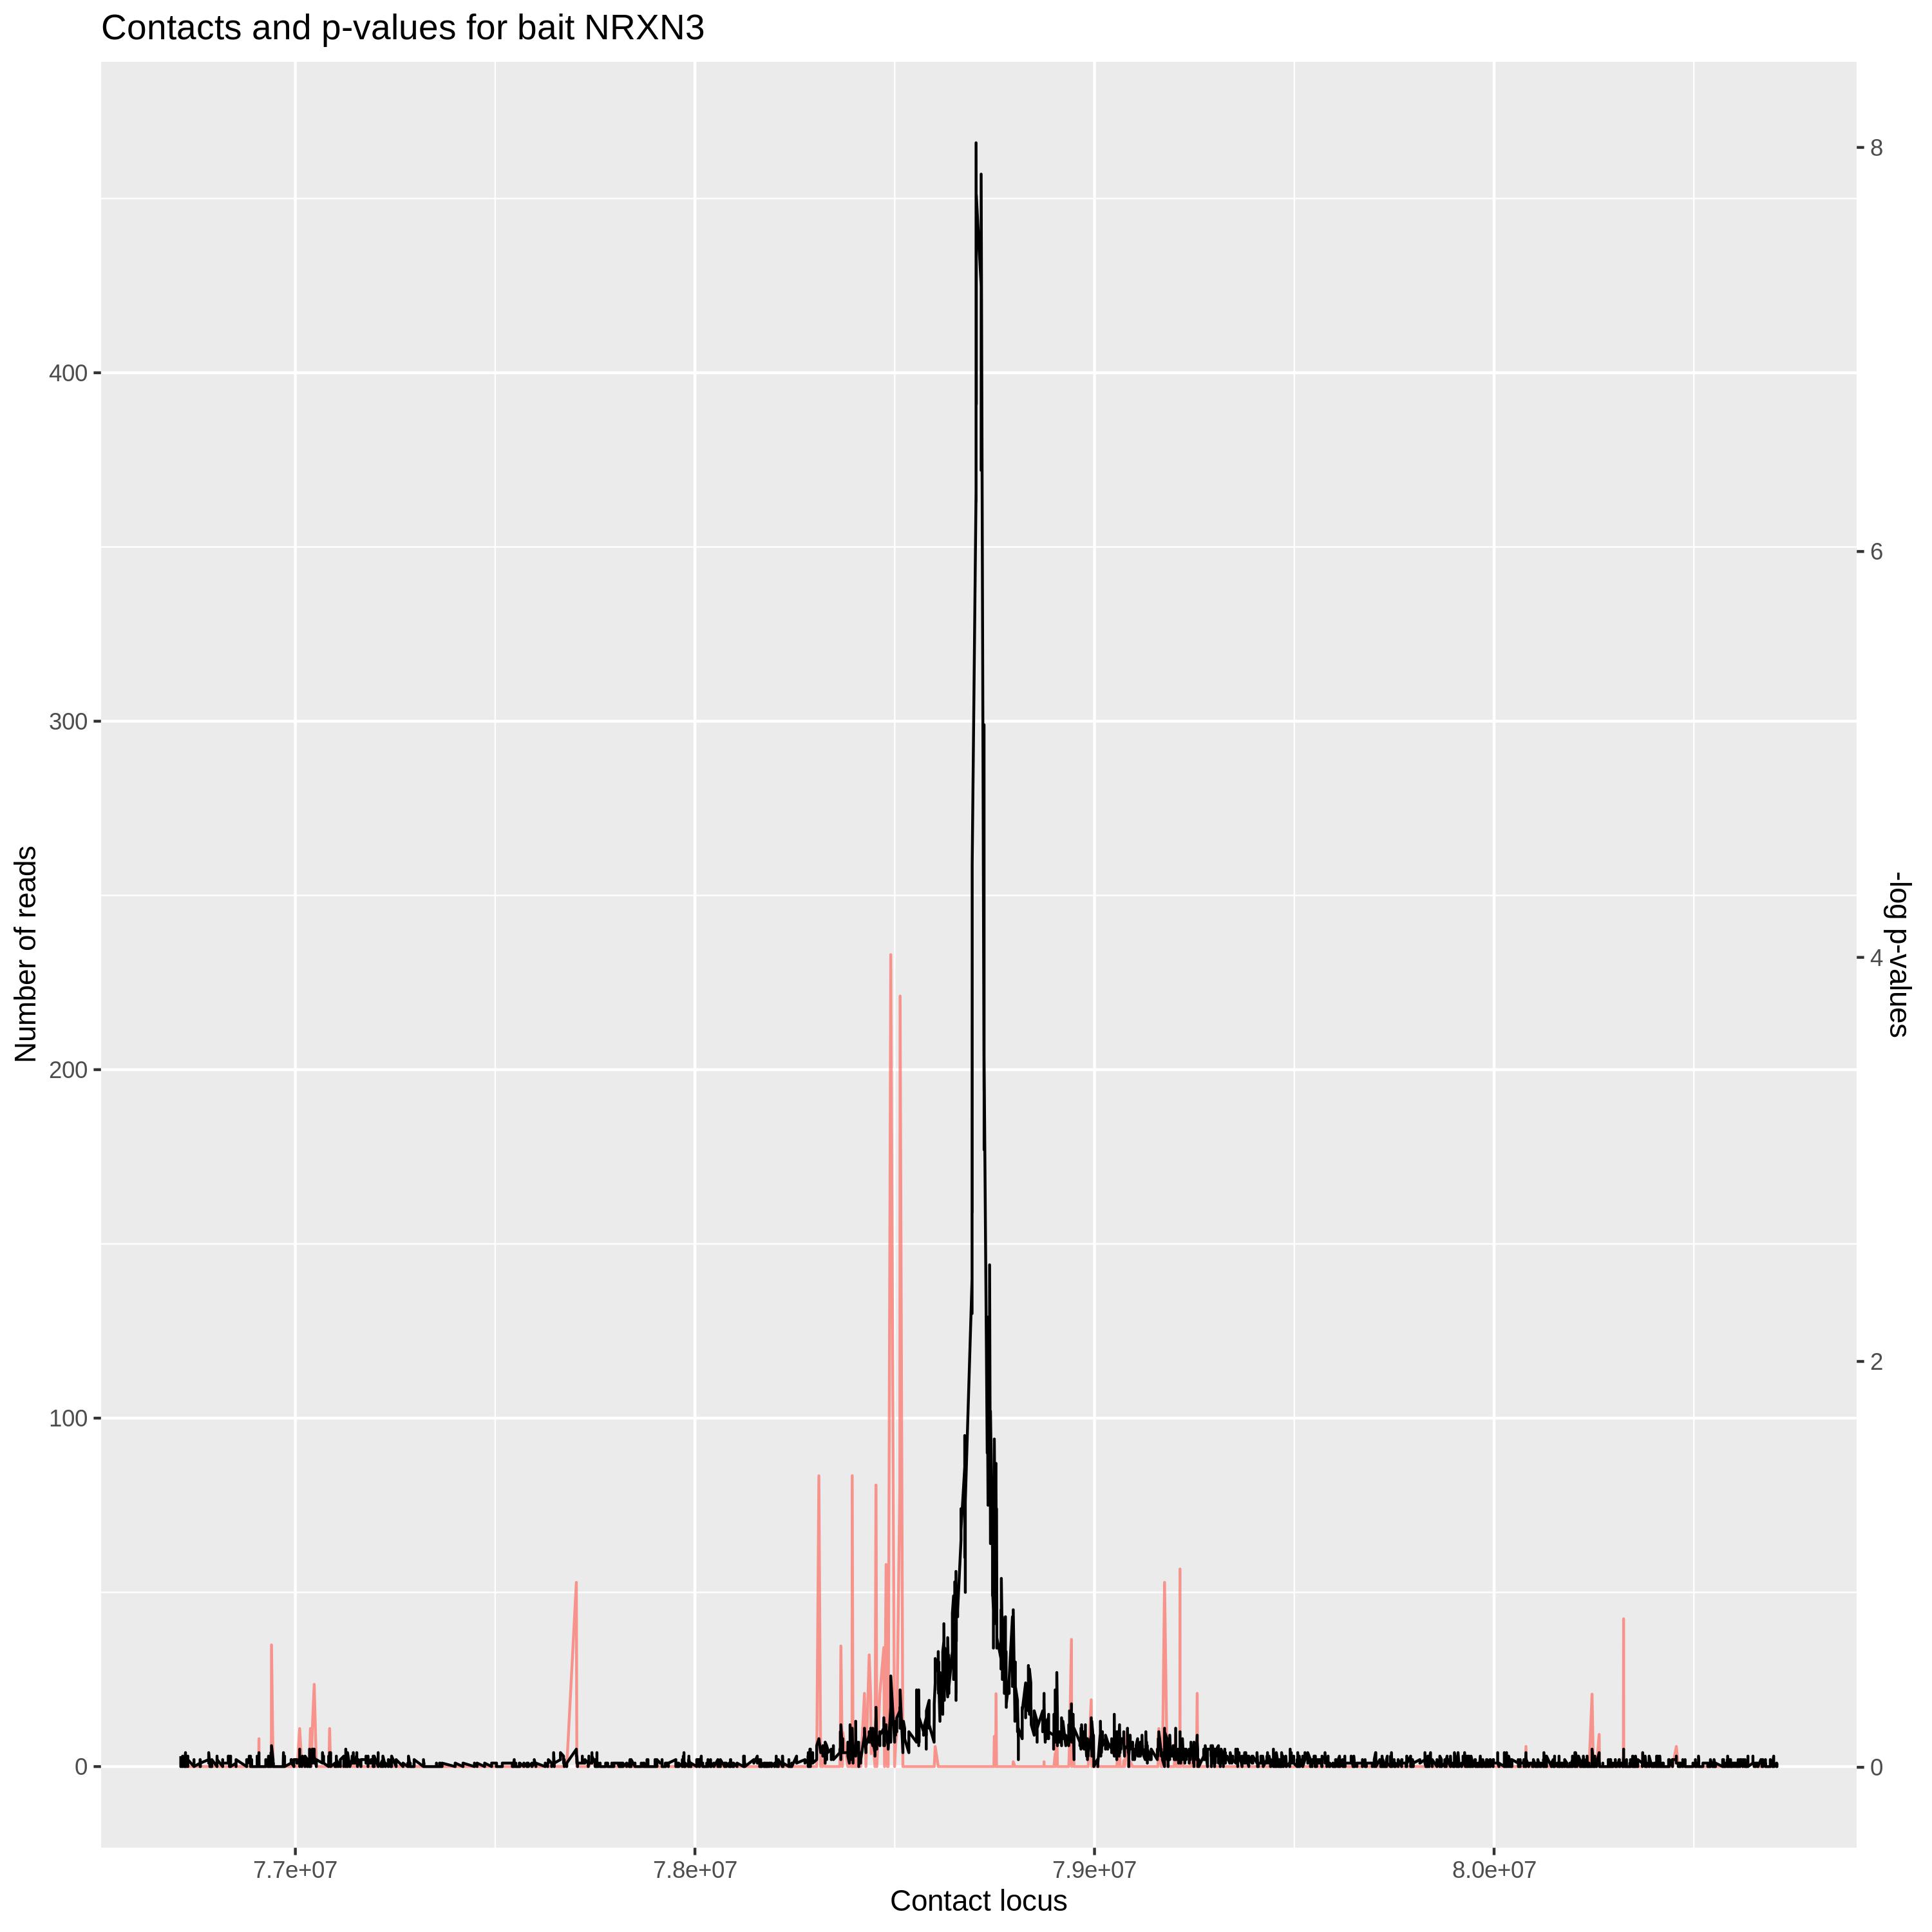 Contacts and p-values for bait NRXN3
Number of reads
400
300
200
100
0
8
6
4
2
0
-log p-values
7.7e+07 7.8e+07 7.9e+07 8.0e+07
Contact locus